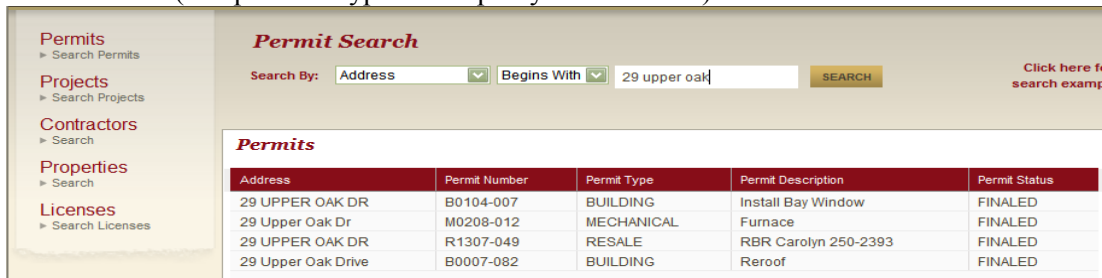 Permits
Search Permits
Projects
Search Projects
Contractors
Search
Properties
Search
Licenses
Search Licenses
Permit Search
Search By: Address Begins With 29 upper oak SEARCH
Click here
search
Permits
Address Permit Number Permit Type Permit Description Permit Status
29 UPPER OAK DR B0104-007 BUILDING Install Bay Window FINALED
29 Upper Oak Dr M0208-012 MECHANICAL Furnace FINALED
29 UPPER OAK DR R1307-049 RESALE RBR Carolyn 250-2393 FINALED
29 Upper Oak Drive B0007-082 BUILDING Reroof FINALED